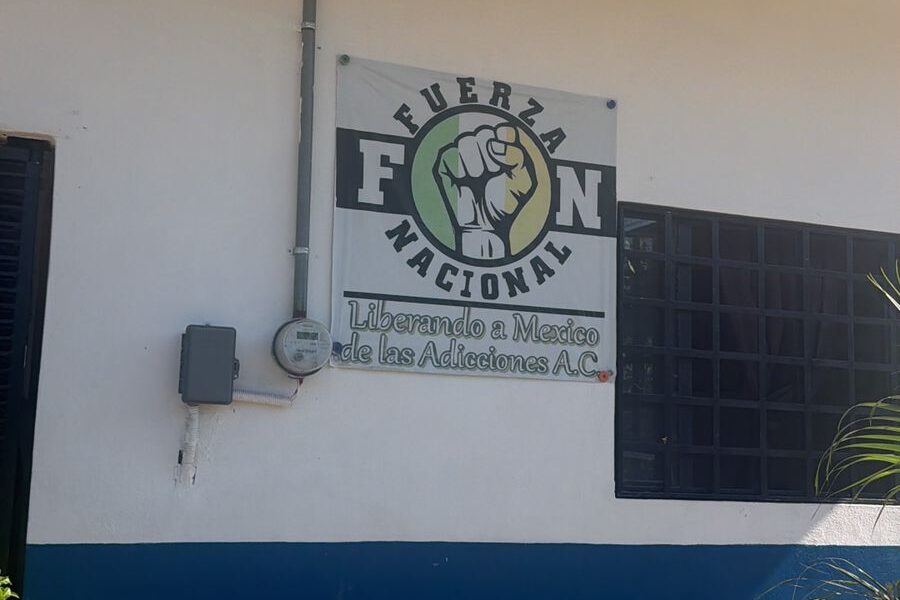 FUERZA
F N
NACIONAL
Liberando a Mexico
de las Adicciones A.C.